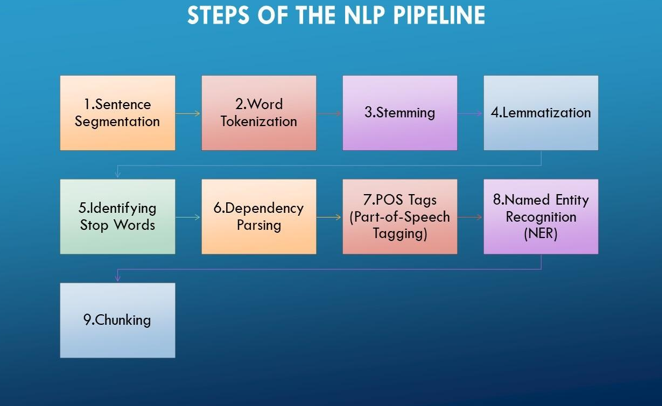 STEPS OF THE NLP PIPELINE
1.Sentence
Segmentation
2.Word
Tokenization
3.Stemming
4.Lemmatization
5.Identifying
Stop Words
6.Dependency
Parsing
7.POS Tags
(Part-of-Speech
Tagging)
8.Named Entity
Recognition
(NER)
9.Chunking